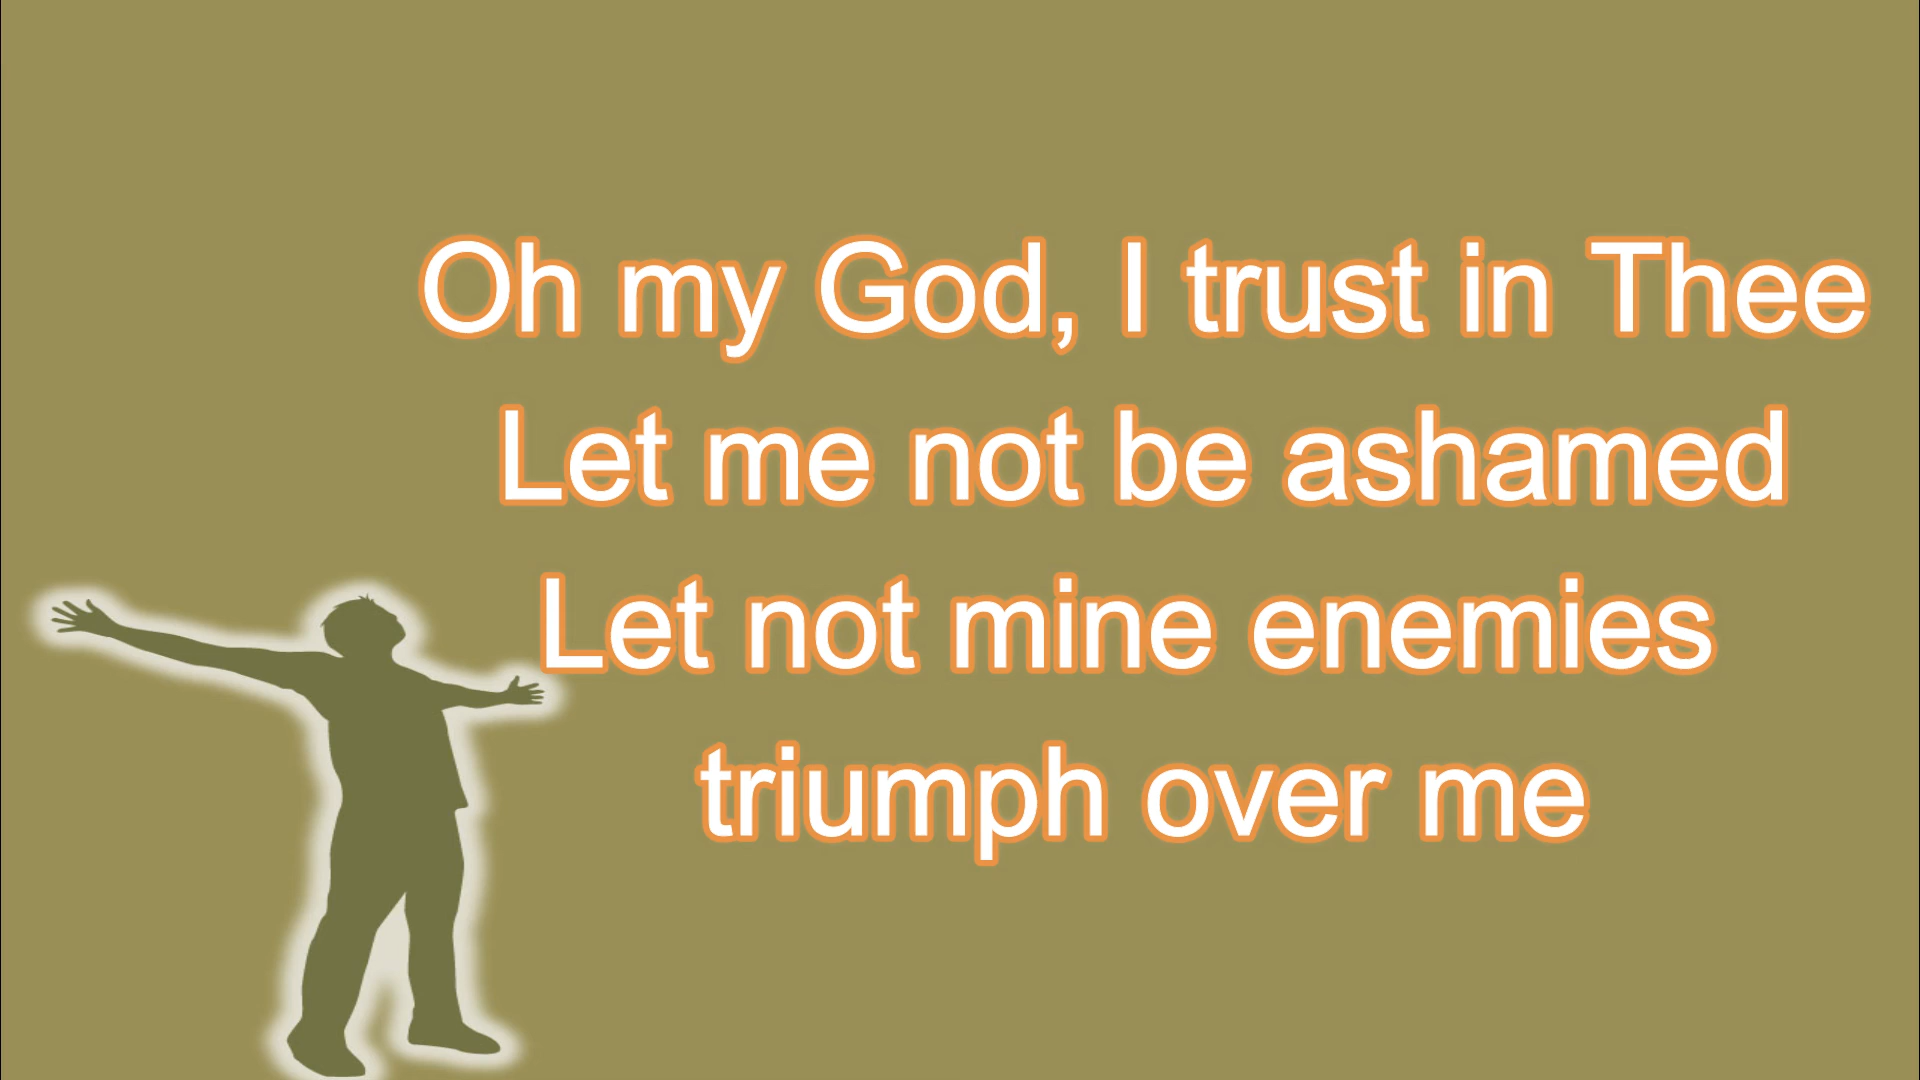 Oh my God, I trust in Thee
Let me not be ashamed
Let not mine enemies
triumph over me